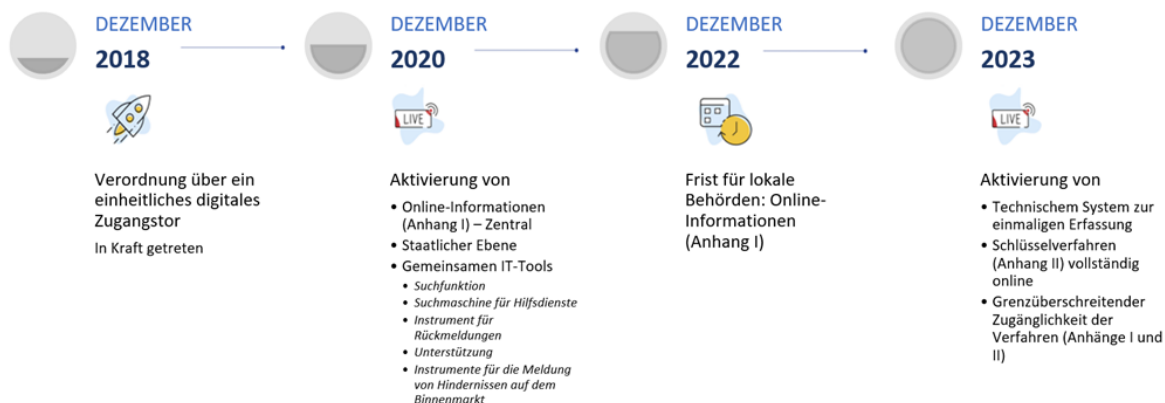 DEZEMBER
2018
Verordnung über ein
einheitliches digitales
Zugangstor
In Kraft getreten
DEZEMBER
2020
LIVE
Aktivierung von
• Online-Informationen
(Anhang I) – Zentral
• Staatlicher Ebene
• Gemeinsamen IT-Tools
• Suchfunktion
• Suchmaschine für Hilfsdienste
• Instrument für
Rückmeldungen
• Unterstützung
• Instrumente für die Meldung
von Hindernissen auf dem
Binnenmarkt
DEZEMBER
2022
Frist für lokale
Behörden: Online-
Informationen
(Anhang I)
DEZEMBER
2023
LIVE
Aktivierung von
• Technischem System zur
einmaligen Erfassung
• Schlüsselverfahren
(Anhang II) vollständig
online
• Grenzüberschreitender
Zugänglichkeit der
Verfahren (Anhänge I und
II)